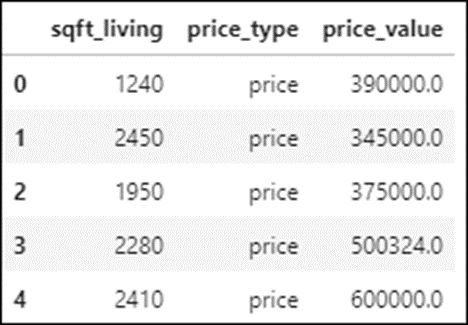 sqft_living price_type price_value
0 1240 price 390000.0
1 2450 price 345000.0
2 1950 price 375000.0
3 2280 price 500324.0
4 2410 price 600000.0